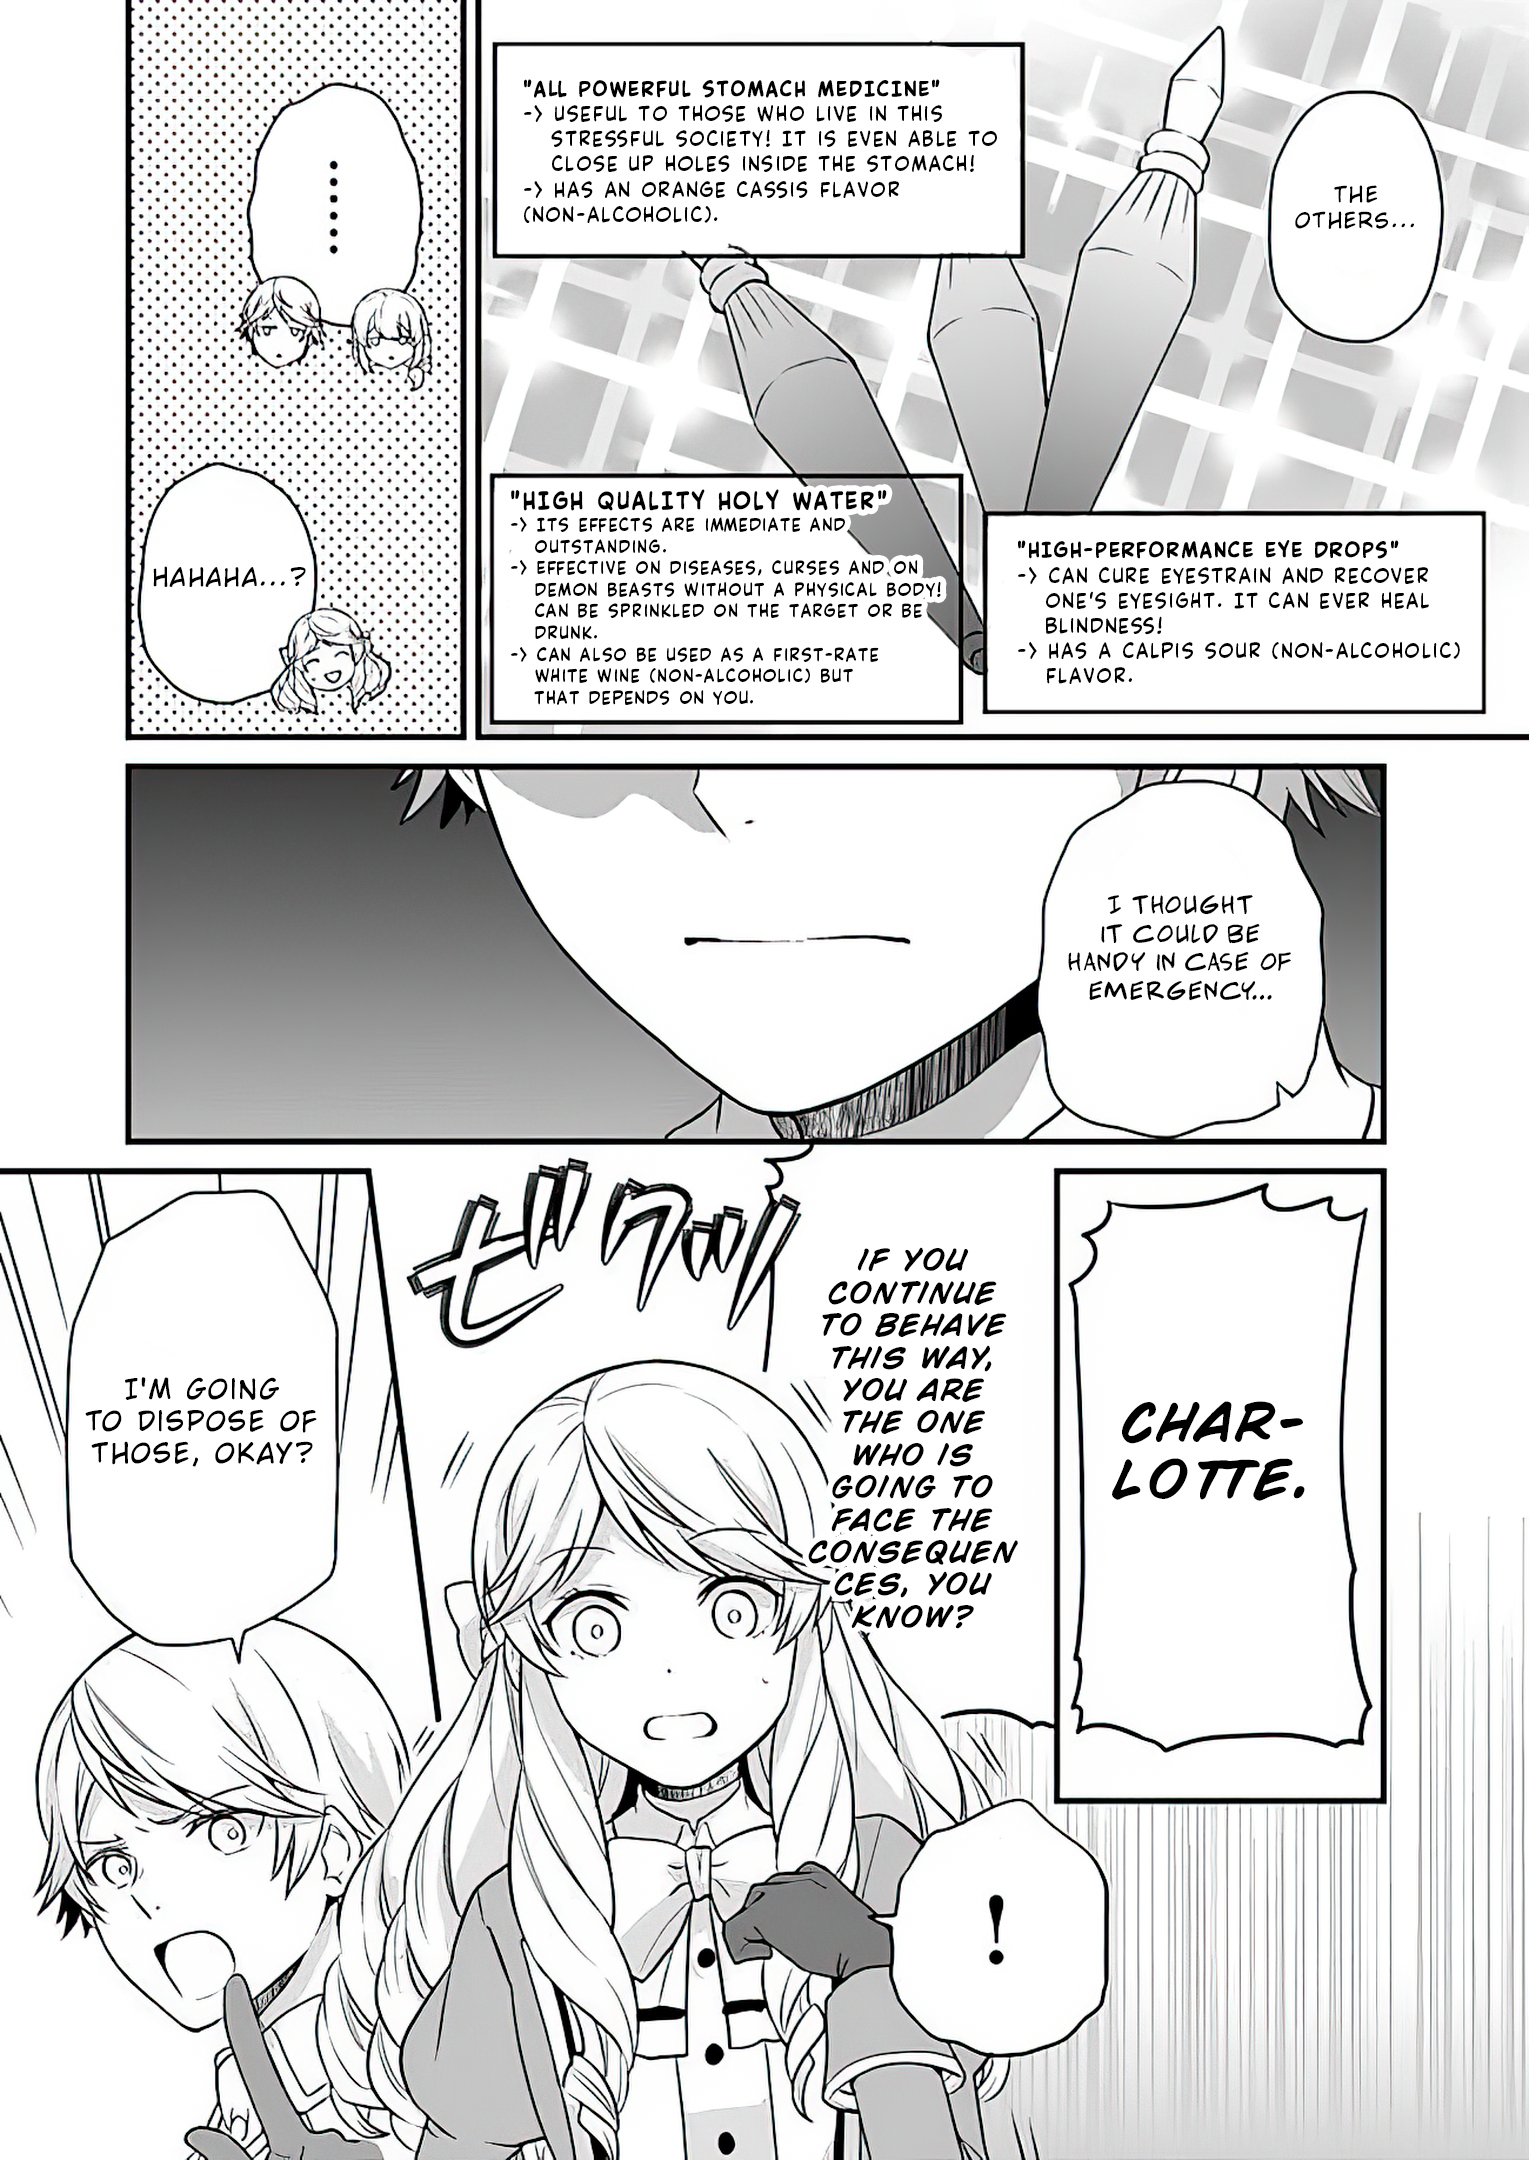 THE
OTHERS...
"ALL POWERFUL STOMACH MEDICINE"
-> USEFUL TO THOSE WHO LIVE IN THIS
STRESSFUL SOCIETY! IT IS EVEN ABLE TO
CLOSE UP HOLES INSIDE THE STOMACH!
-> HAS AN ORANGE CASSIS FLAVOR
(NON-ALCOHOLIC).
"HIGH-PERFORMANCE EYE DROPS"
-> CAN CURE EYESTRAIN AND RECOVER
ONE'S EYESIGHT. IT CAN EVER HEAL
BLINDNESS!
-> HAS A CALPIS SOUR (NON-ALCOHOLIC)
FLAVOR.
"HIGH QUALITY HOLY WATER"
-> ITS EFFECTS ARE IMMEDIATE AND
OUTSTANDING.
-> EFFECTIVE ON DISEASES, CURSES AND ON
DEMON BEASTS WITHOUT A PHYSICAL BODY!
CAN BE SPRINKLED ON THE TARGET OR BE
DRUNK.
-> CAN ALSO BE USED AS A FIRST-RATE
WHITE WINE (NON-ALCOHOLIC) BUT
THAT DEPENDS ON YOU.
......
HAHAHA...?
I THOUGHT
IT COULD BE
HANDY IN CASE OF
EMERGENCY...
CHAR-
LOTTE.
IF YOU
CONTINUE
TO BEHAVE
THIS WAY,
YOU ARE
THE ONE
WHO IS
GOING TO
FACE THE
CONSEQUEN
CES, YOU
KNOW?
ビクッ
!
I'M GOING
TO DISPOSE OF
THOSE, OKAY?